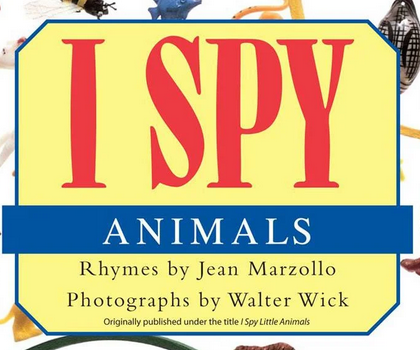 I SPY
ANIMALS
Rhymes by Jean Marzollo
Photographs by Walter Wick
Originally published under the title I Spy Little Animals